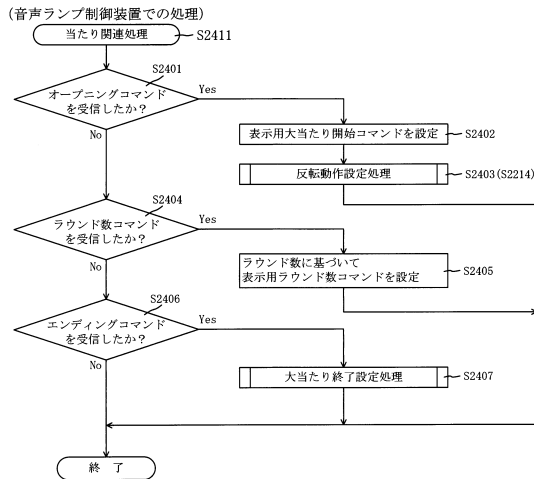 (音声ランプ制御装置での処理)
当たり関連処理
S2411
S2401
オープニングコマンド
を受信したか?
Yes
No
表示用大当たり開始コマンドを設定
S2402
反転動作設定処理
S2403(S2214)
S2404
ラウンド数コマンド
を受信したか?
Yes
No
ラウンド数に基づいて
表示用ラウンド数コマンドを設定
S2405
S2406
エンディングコマンド
を受信したか?
Yes
No
大当たり終了設定処理
S2407
終 了